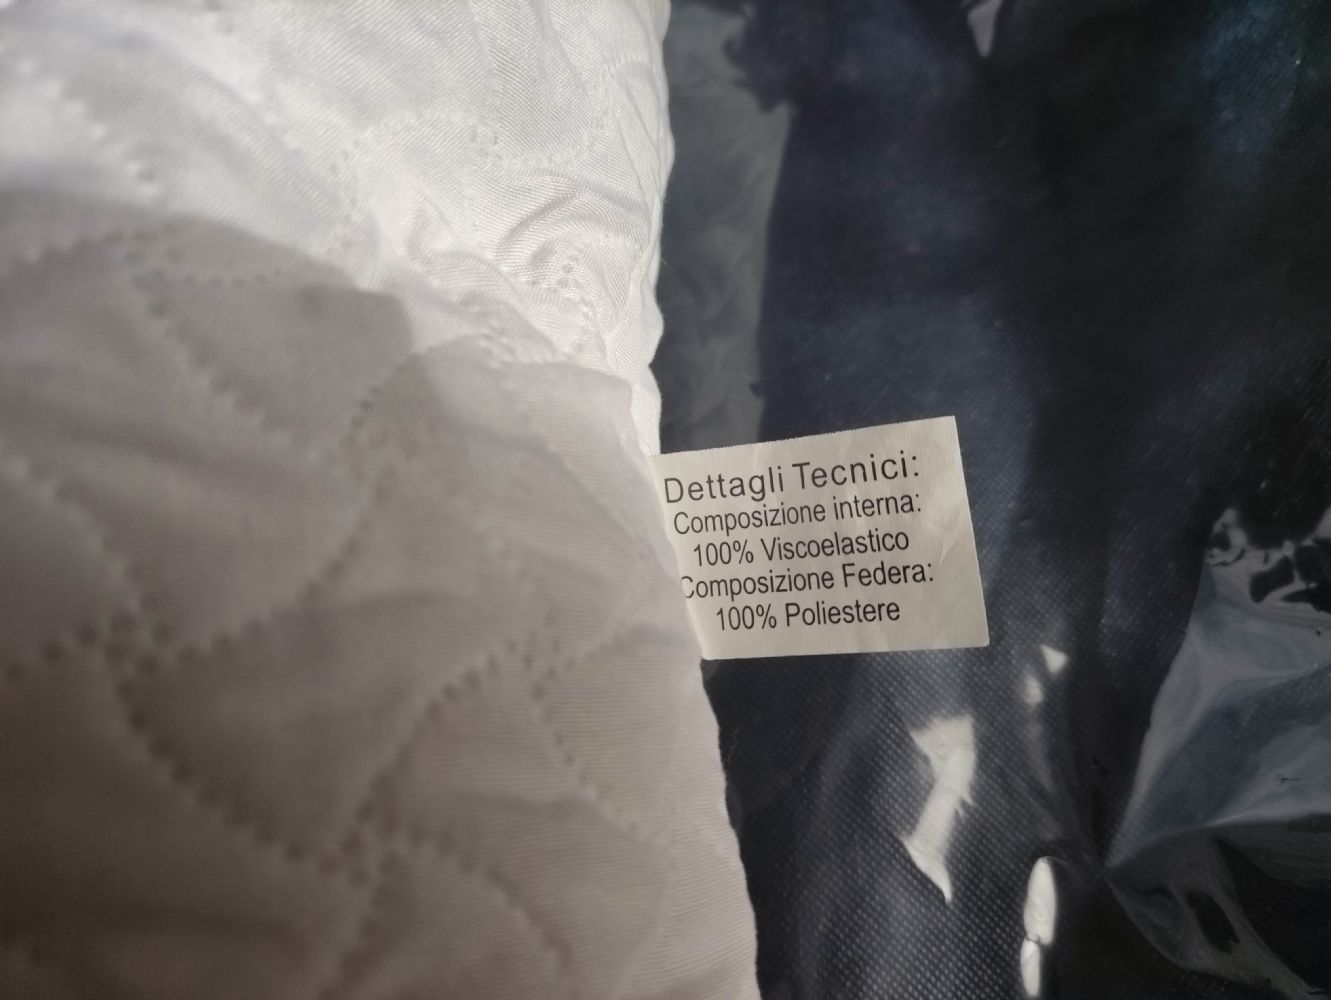 Dettagli Tecnici:
Composizione interna:
100% Viscoelastico
Composizione Federa:
100% Poliestere